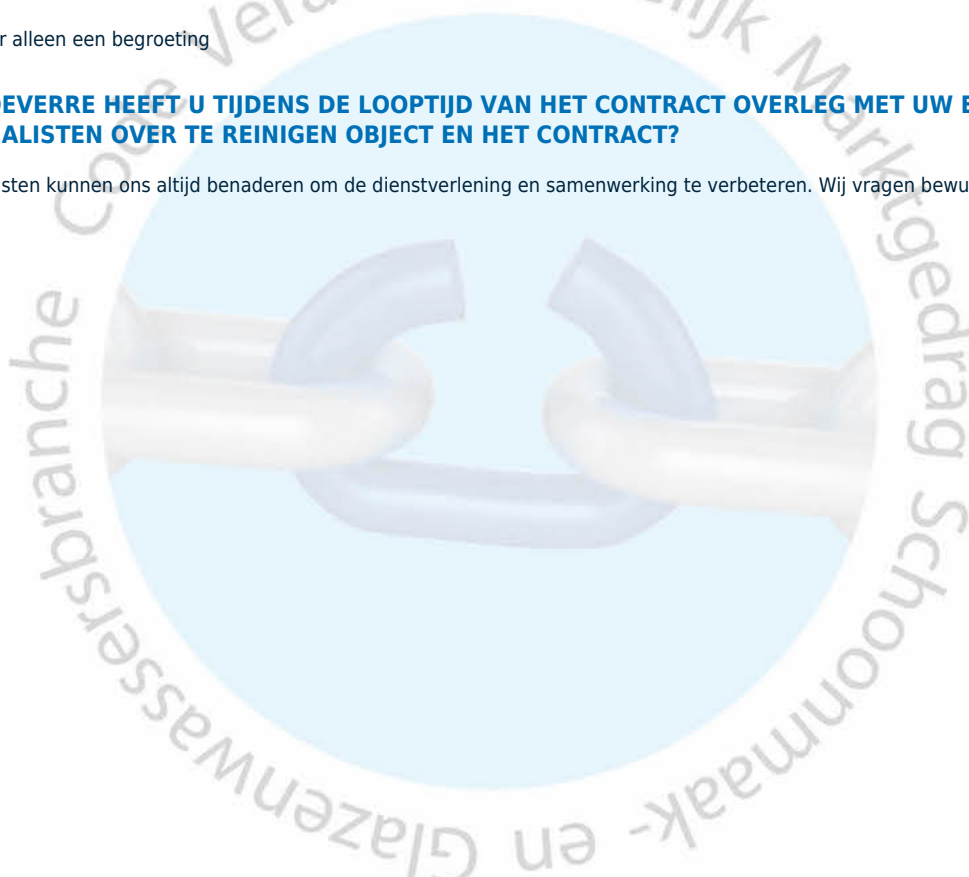 r alleen een begroeting
OEVERRE HEEFT U TIJDENS DE LOOPTIJD VAN HET CONTRACT OVERLEG MET UW
ALISTEN OVER TE REINIGEN OBJECT EN HET CONTRACT?
sten kunnen ons altijd benaderen om de dienstverlening en samenwerking te verbeteren. Wij vragen bewu
Code Marktgedrag Schoonmaak- en Glazenwassersbranche